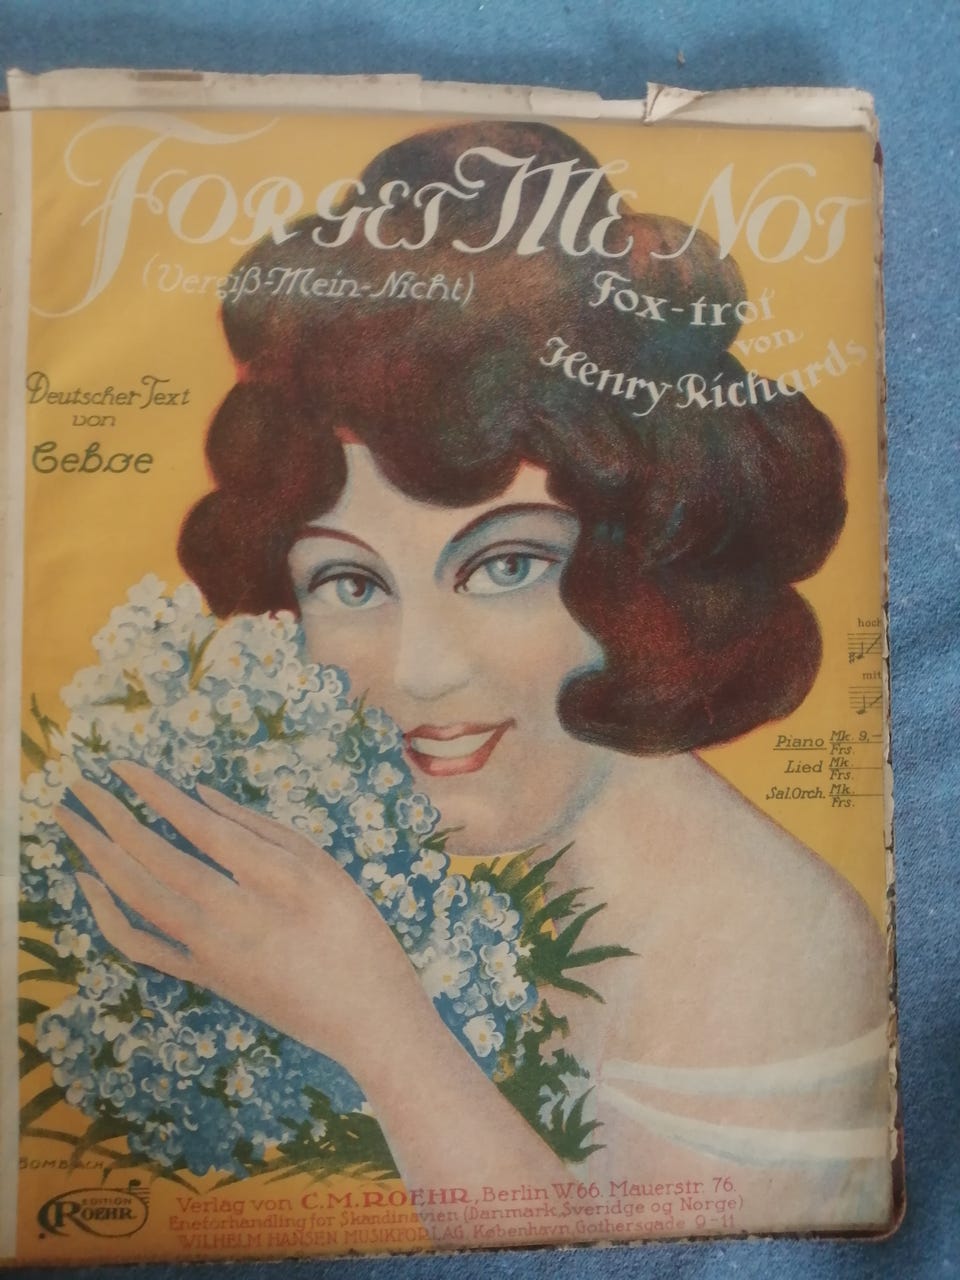 FORGET ME NOT
(Vergiß-Mein-Nicht)
Fox-trot
von
Henry Richards
Deutscher Text
von
CeBoe
hoch
mit
Piano Mk. 9,-
Frs.
Lied Mk.
Frs.
Sal.Orch. Mk.
Frs.
BOMBACH
EDITION
ROEHR
Verlag von C.M.ROEHR, Berlin W.66. Mauerstr. 76.
Eneforhandling for Skandinavien (Danmark, Sveridge og Norge)
WILHELM HANSEN MUSIKFORLAG, København, Gothersgade 9-11